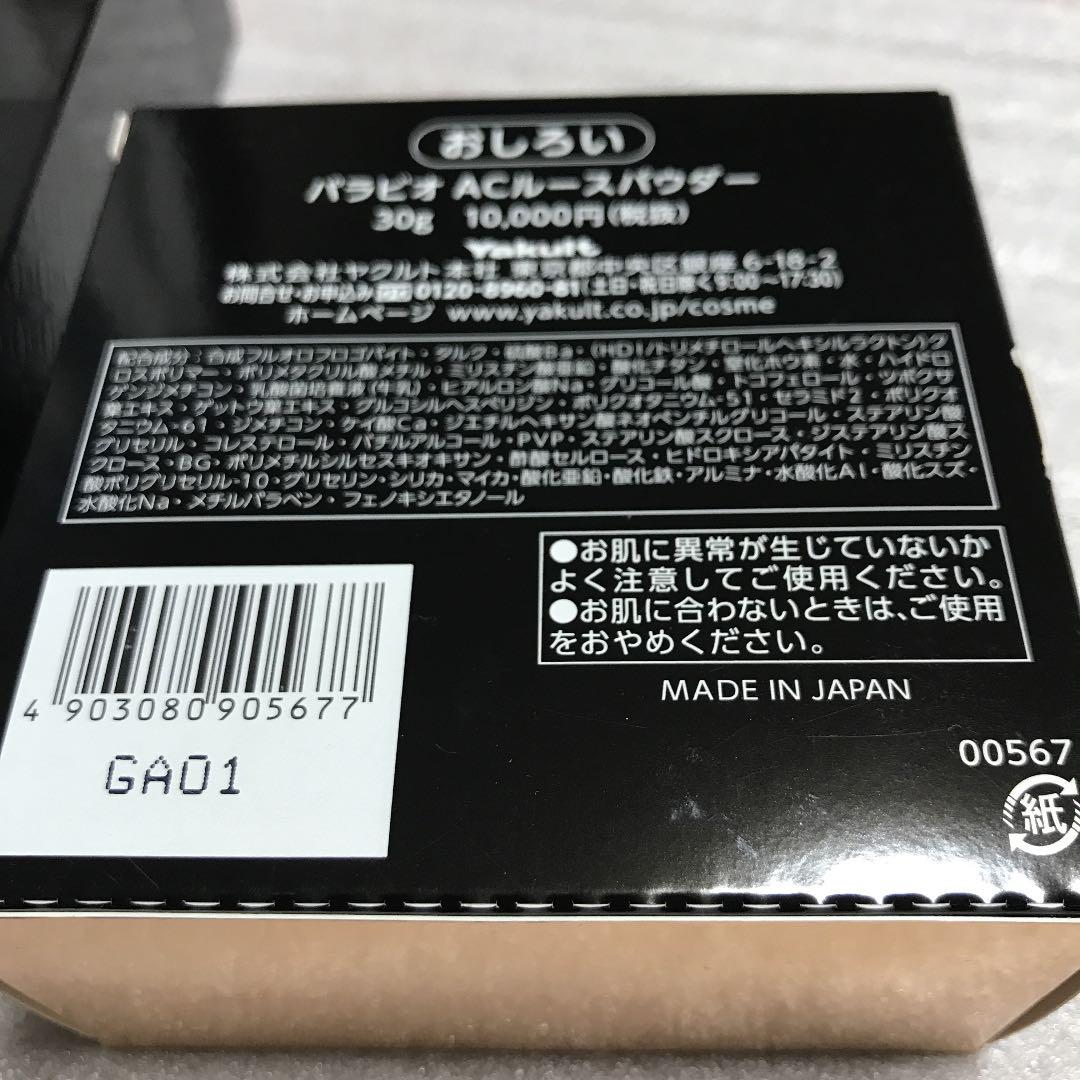 おしろい
パラビオ ACルースパウダー
30g 10,000円(税抜)
Yakult
株式会社ヤクルト本社 東京都中央区銀座 6-18-2
お問合せ・お申込み 0120-8960-81(土日・祝日除く9:00〜17:30)
ホームページ www.yakult.co.jp/cosme
配合成分:合成フルオロフロゴパイト・タルク・硫酸Ba・(HDI/トリメチロールヘキシルラクトン)ク
ロスポリマー・ポリメタクリル酸メチル・ミリスチン酸亜鉛・酸化チタン・窒化ホウ素・水・ハイドロ
ゲンジメチコン・乳酸菌培養液(牛乳)・ヒアルロン酸Na・グリコール酸・トコフェロール・ツボクサ
葉エキス・ゲットウ葉エキス・グルコシルヘスペリジン・ポリクオタニウム-51・セラミド2・ポリクオ
タニウム-61・ジメチコン・ケイ酸Ca・ジエチルヘキサン酸ネオペンチルグリコール・ステアリン酸
グリセリル・コレステロール・バチルアルコール・PVP・ステアリン酸スクロース・ジステアリン酸ス
クロース・BG・ポリメチルシルセスキオキサン・酢酸セルロース・ヒドロキシアパタイト・ミリスチン
酸ポリグリセリル-10・グリセリン・シリカ・マイカ・酸化亜鉛・酸化鉄・アルミナ・水酸化Al・酸化スズ・
水酸化Na・メチルパラベン・フェノキシエタノール
●お肌に異常が生じていないか
よく注意してご使用ください。
●お肌に合わないときは、ご使用
をおやめください。
MADE IN JAPAN
4 903080 905677
GA01
00567
紙